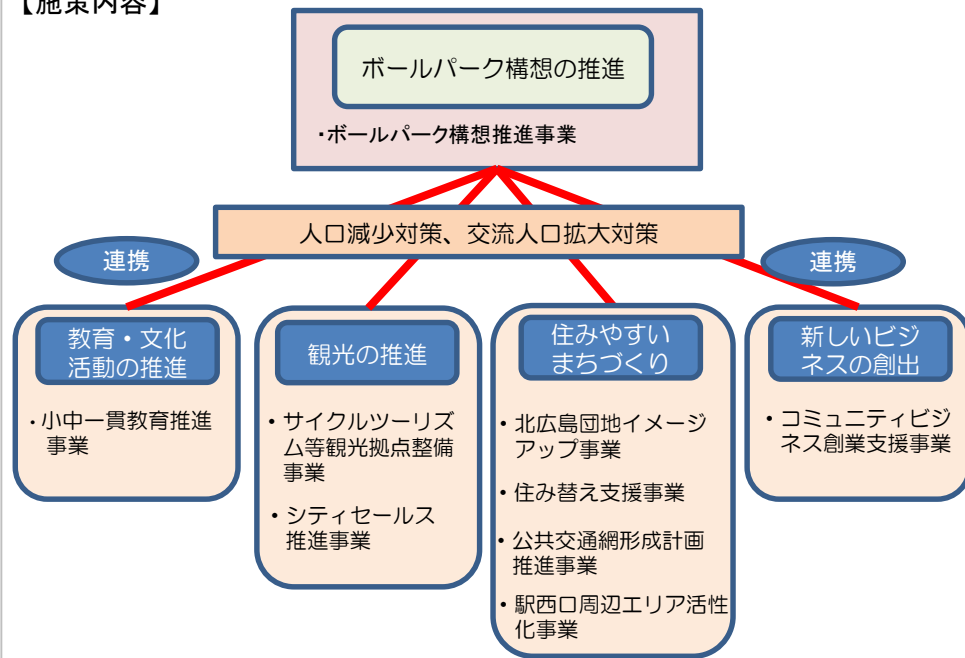 【施策内容】
ボールパーク構想の推進
・ボールパーク構想推進事業
人口減少対策、交流人口拡大対策
連携
連携
教育・文化
活動の推進
・小中一貫教育推進
事業
観光の推進
・サイクルツーリズ
ム等観光拠点整備
事業
・シティセールス
推進事業
住みやすい
まちづくり
・北広島団地イメージ
アップ事業
・住み替え支援事業
・公共交通網形成計画
推進事業
・駅西口周辺エリア活性
化事業
新しいビジ
ネスの創出
・コミュニティビジ
ネス創業支援事業